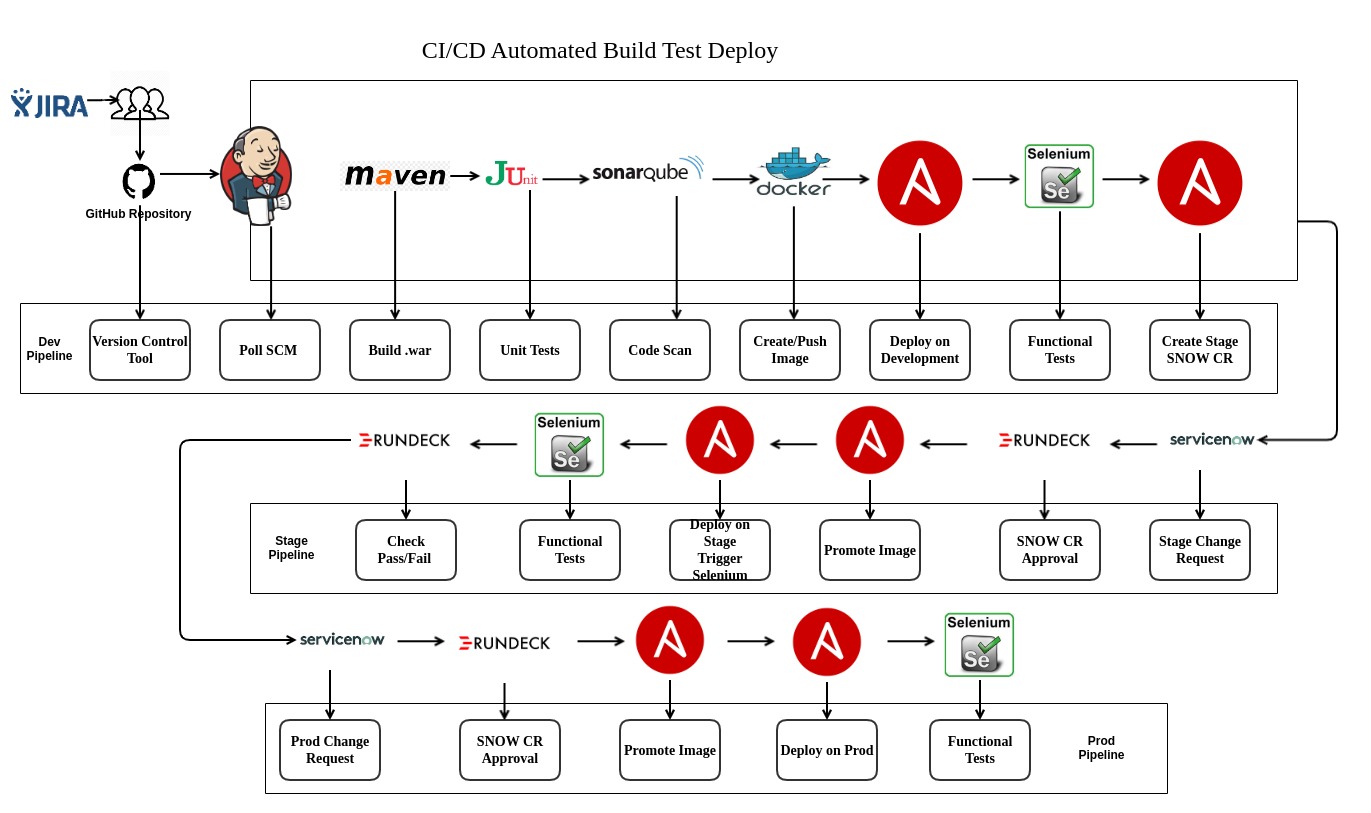 CI/CD Automated Build Test Deploy
JIRA
GitHub Repository
maven
JUnit
sonarqube
docker
Selenium
Se
Dev
Pipeline
Version Control
Tool
Poll SCM
Build .war
Unit Tests
Code Scan
Create/Push
Image
Deploy on
Development
Functional
Tests
Create Stage
SNOW CR
RUNDECK
Selenium
Se
RUNDECK
servicenow
Stage
Pipeline
Check
Pass/Fail
Functional
Tests
Deploy on
Stage
Trigger
Selenium
Promote Image
SNOW CR
Approval
Stage Change
Request
servicenow
RUNDECK
Selenium
Se
Prod Change
Request
SNOW CR
Approval
Promote Image
Deploy on Prod
Functional
Tests
Prod
Pipeline